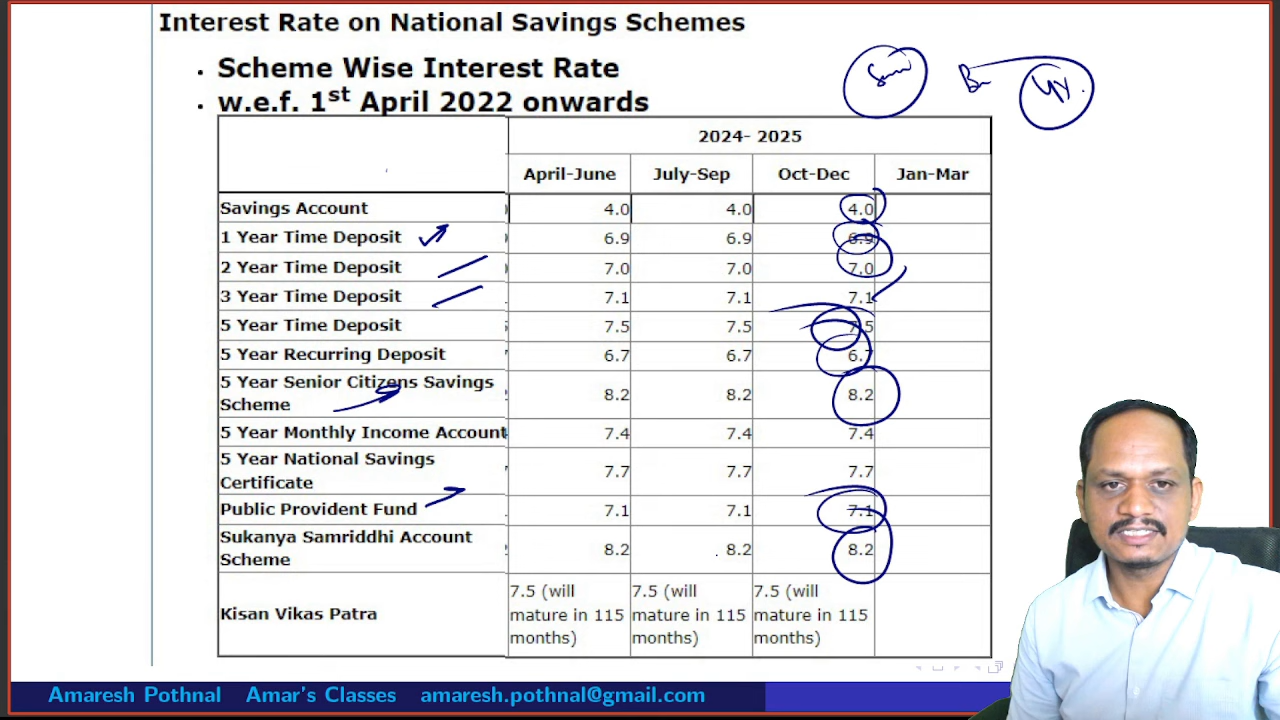 Interest Rate on National Savings Schemes
Scheme Wise Interest Rate
w.e.f. 1st April 2022 onwards
2024- 2025
April-June July-Sep Oct-Dec Jan-Mar
Savings Account 4.0 4.0 4.0
1 Year Time Deposit 6.9 6.9 6.9
2 Year Time Deposit 7.0 7.0 7.0
3 Year Time Deposit 7.1 7.1 7.1
5 Year Time Deposit 7.5 7.5 7.5
5 Year Recurring Deposit 6.7 6.7 6.7
5 Year Senior Citizens Savings
Scheme 8.2 8.2 8.2
5 Year Monthly Income Account 7.4 7.4 7.4
5 Year National Savings
Certificate 7.7 7.7 7.7
Public Provident Fund 7.1 7.1 7.1
Sukanya Samriddhi Account
Scheme 8.2 8.2 8.2
Kisan Vikas Patra
7.5 (will 7.5 (will 7.5 (will
mature in 115 mature in 115 mature in 115
months) months) months)
Amaresh Pothnal Amar's Classes amaresh.pothnal@gmail.com